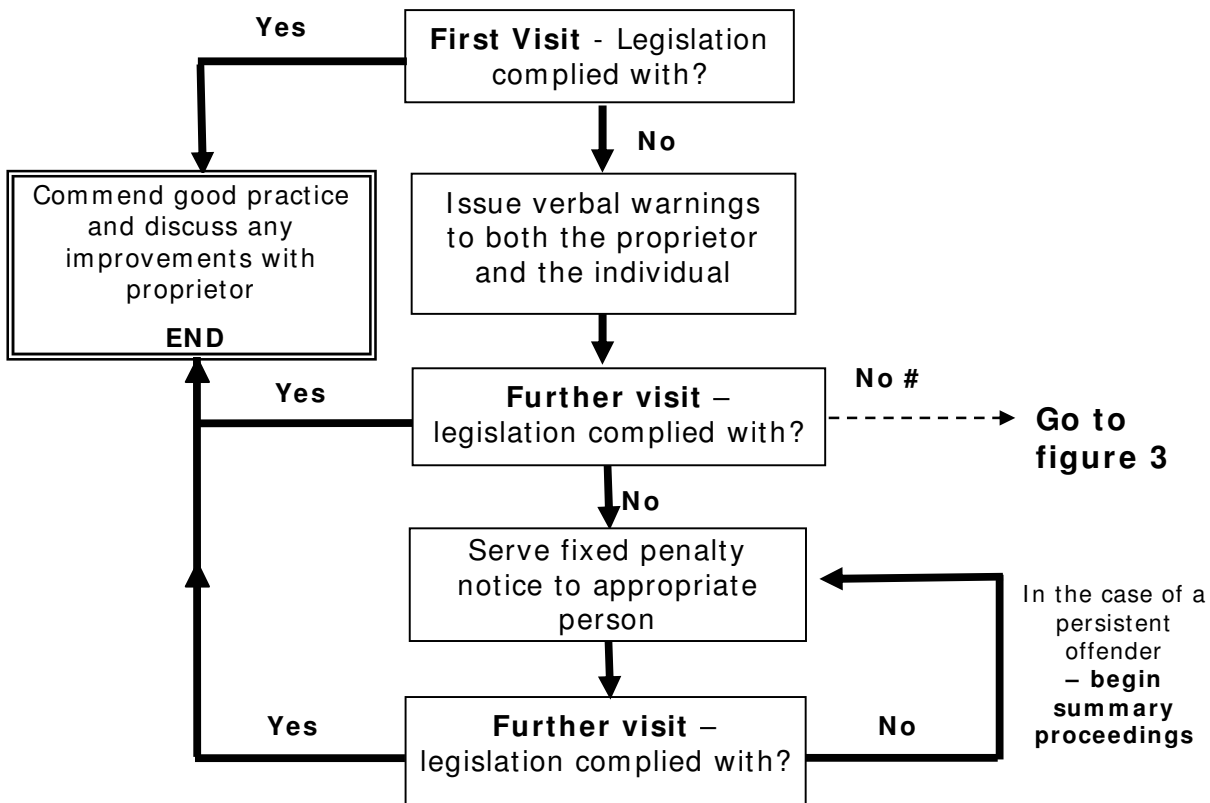 Yes
First Visit - Legislation
complied with?
No
Commend good practice
and discuss any
improvements with
proprietor
END
Issue verbal warnings
to both the proprietor
and the individual
Yes
Further visit –
legislation complied with?
No #
Go to
figure 3
No
Serve fixed penalty
notice to appropriate
person
In the case of a
persistent
offender
– begin
summary
proceedings
Yes
Further visit –
legislation complied with?
No